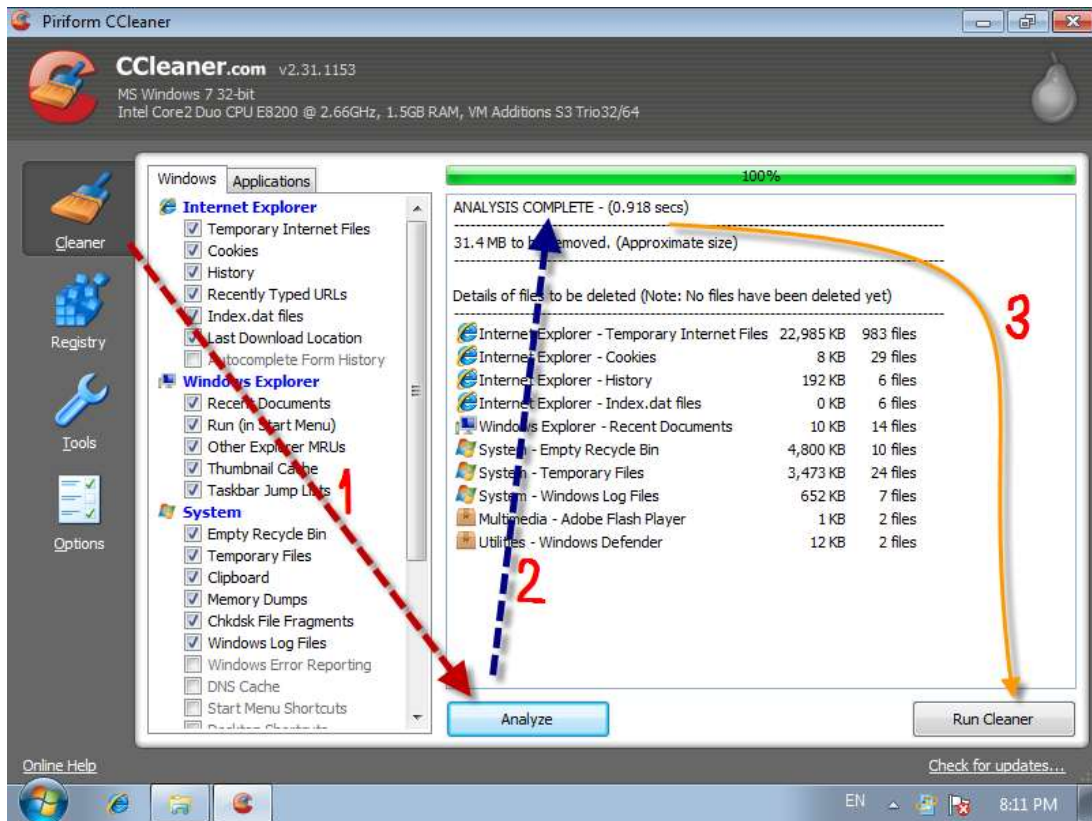 Piriform CCleaner
CCleaner.com v2.31.1153
MS Windows 7 32-bit
Intel Core2 Duo CPU E8200 @ 2.66GHz, 1.5GB RAM, VM Additions S3 Trio32/64
Cleaner
Registry
Tools
Options
Windows Applications
Internet Explorer
Temporary Internet Files
Cookies
History
Recently Typed URLs
Index.dat files
Last Download Location
Autocomplete Form History
Windows Explorer
Recent Documents
Run (in Start Menu)
Other Explorer MRUs
Thumbnail Cache
Taskbar Jump Lists
System
Empty Recycle Bin
Temporary Files
Clipboard
Memory Dumps
Chkdsk File Fragments
Windows Log Files
Windows Error Reporting
DNS Cache
Start Menu Shortcuts
Desktop Shortcuts
100%
ANALYSIS COMPLETE - (0.918 secs)
31.4 MB to be removed. (Approximate size)
Details of files to be deleted (Note: No files have been deleted yet)
Internet Explorer - Temporary Internet Files 22,985 KB 983 files
Internet Explorer - Cookies 8 KB 29 files
Internet Explorer - History 192 KB 6 files
Internet Explorer - Index.dat files 0 KB 6 files
Windows Explorer - Recent Documents 10 KB 14 files
System - Empty Recycle Bin 4,800 KB 10 files
System - Temporary Files 3,473 KB 24 files
System - Windows Log Files 652 KB 7 files
Multimedia - Adobe Flash Player 1 KB 2 files
Utilities - Windows Defender 12 KB 2 files
1
2
3
Analyze
Run Cleaner
Online Help
Check for updates...
EN
8:11 PM